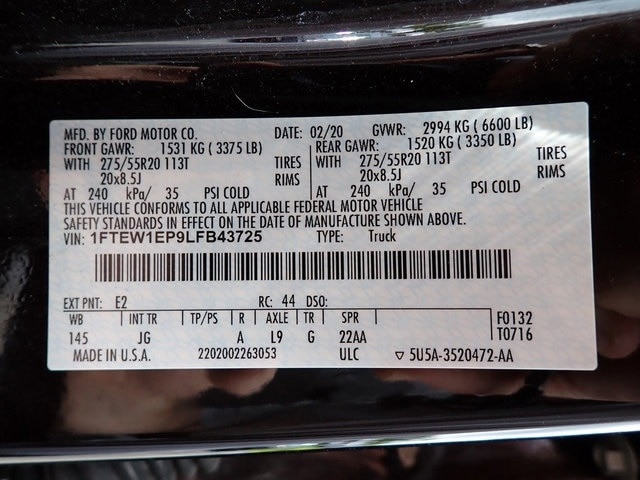 MFD. BY FORD MOTOR CO. DATE: 02/20 GVWR: 2994 KG ( 6600 LB)
FRONT GAWR: 1531 KG ( 3375 LB) REAR GAWR: 1520 KG ( 3350 LB)
WITH 275/55R20 113T TIRES WITH 275/55R20 113T TIRES
20x8.5J RIMS 20x8.5J RIMS
AT 240 kPa/ 35 PSI COLD AT 240 kPa/ 35 PSI COLD
THIS VEHICLE CONFORMS TO ALL APPLICABLE FEDERAL MOTOR VEHICLE
SAFETY STANDARDS IN EFFECT ON THE DATE OF MANUFACTURE SHOWN ABOVE.
VIN: 1FTEW1EP9LFB43725 TYPE: Truck
EXT PNT: E2 RC: 44 DSO:
WB INT TR TP/PS R AXLE TR SPR F0132
145 JG A L9 G 22AA T0716
MADE IN U.S.A. 2202002263053 ULC ▽ 5U5A-3520472-AA